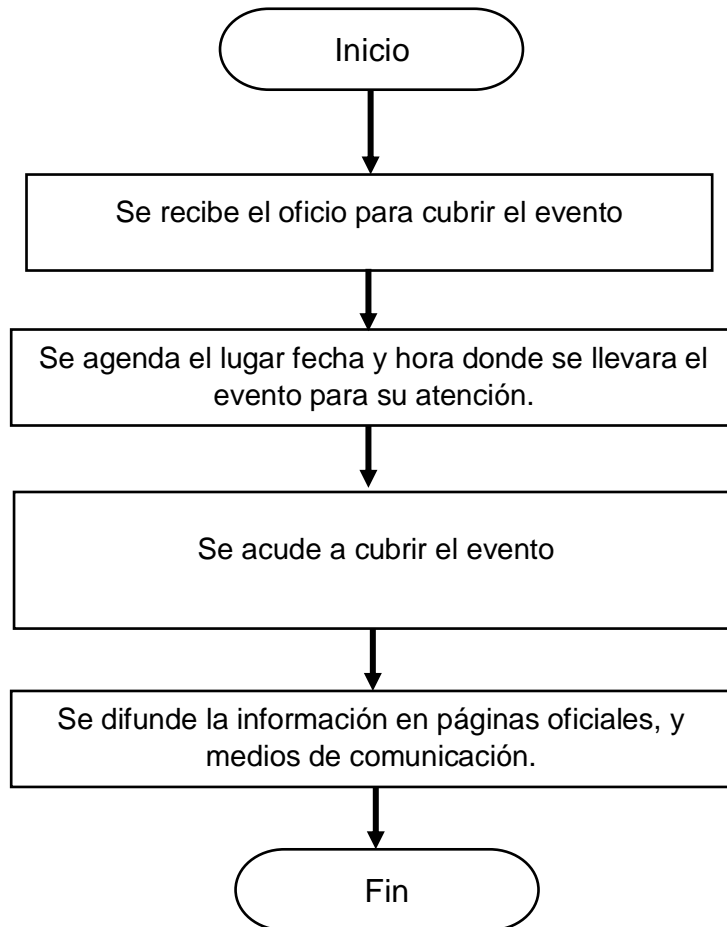 Inicio
Se recibe el oficio para cubrir el evento
Se agenda el lugar fecha y hora donde se llevara el
evento para su atención.
Se acude a cubrir el evento
Se difunde la información en páginas oficiales, y
medios de comunicación.
Fin